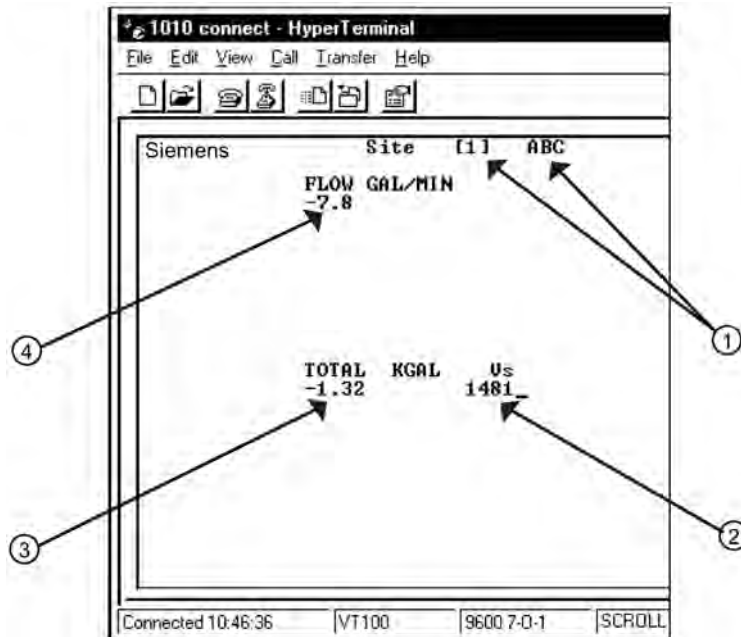 1010 connect - HyperTerminal
File Edit View Call Transfer Help
Siemens Site [1] ABC
FLOW GAL/MIN
-7.8
4
1
TOTAL KGAL Vs
-1.32 1481_
3
2
Connected 10:46:36 VT100 9600 7-0-1 SCROLL